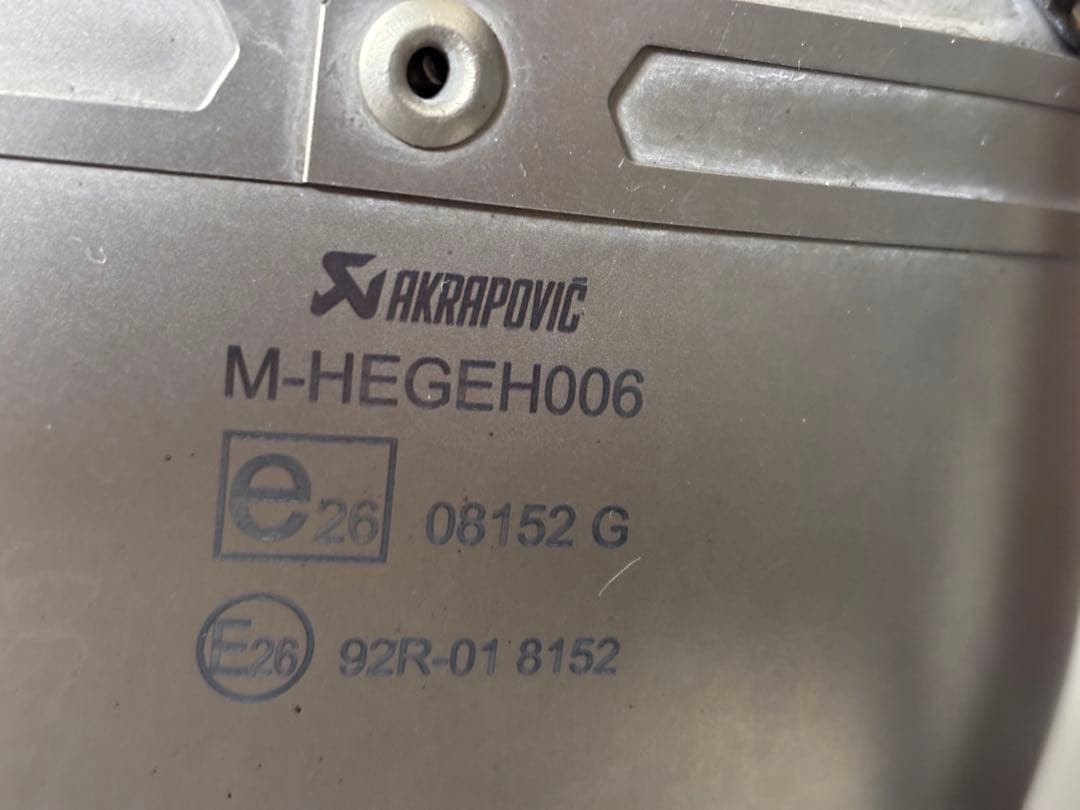 AKRAPOVIČ
M-HEGEH006
e26 08152 G
E26 92R-01 8152